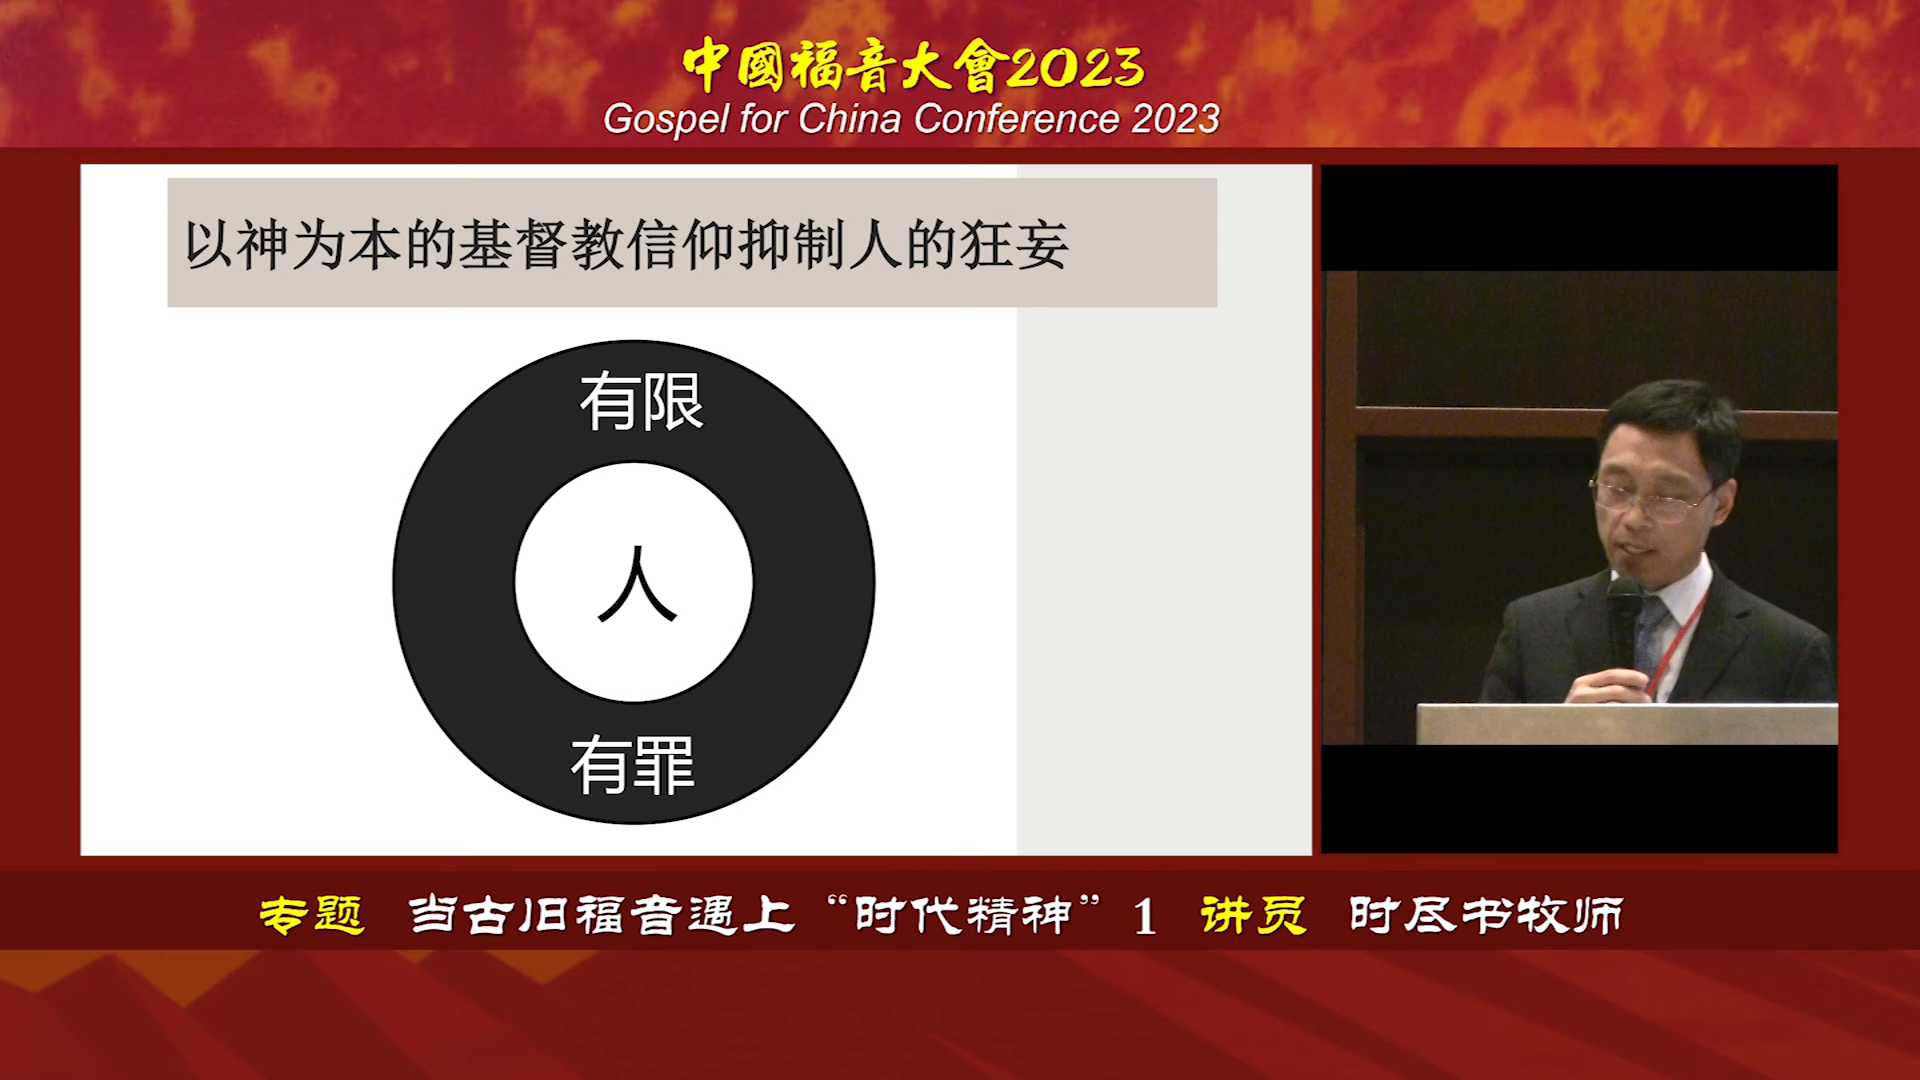 中國福音大會2023
Gospel for China Conference 2023
以神为本的基督教信仰抑制人的狂妄
有限
人
有罪
专题 当古旧福音遇上“时代精神”1 讲员 时尽书牧师